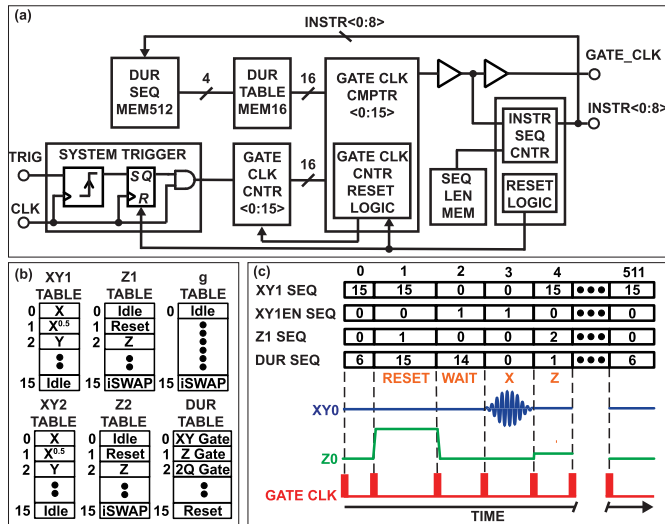 (a)
INSTR<0:8>
DUR
SEQ
MEM512
4
DUR
TABLE
MEM16
16
GATE CLK
CMPTR
<0:15>
GATE_CLK
INSTR<0:8>
INSTR
SEQ
CNTR
TRIG
SYSTEM TRIGGER
S Q
R
CLK
GATE
CLK
CNTR
<0:15>
16
GATE CLK
CNTR
RESET
LOGIC
SEQ
LEN
MEM
RESET
LOGIC
(b)
XY1 Z1 g
TABLE TABLE TABLE
0 X 0 Idle 0 Idle
1 X0.5 1 Reset
2 Y 2 Z
15 Idle 15 iSWAP 15 iSWAP
XY2 Z2 DUR
TABLE TABLE TABLE
0 X 0 Idle 0 XY Gate
1 X0.5 1 Reset 1 Z Gate
2 Y 2 Z 2 2Q Gate
15 Idle 15 iSWAP 15 Reset
(c)
0 1 2 3 4 511
XY1 SEQ 15 15 0 0 15 15
XY1EN SEQ 0 0 1 1 0 0
Z1 SEQ 0 1 0 0 2 0
DUR SEQ 6 15 14 0 1 6
RESET WAIT X Z
XY0
Z0
GATE CLK
TIME